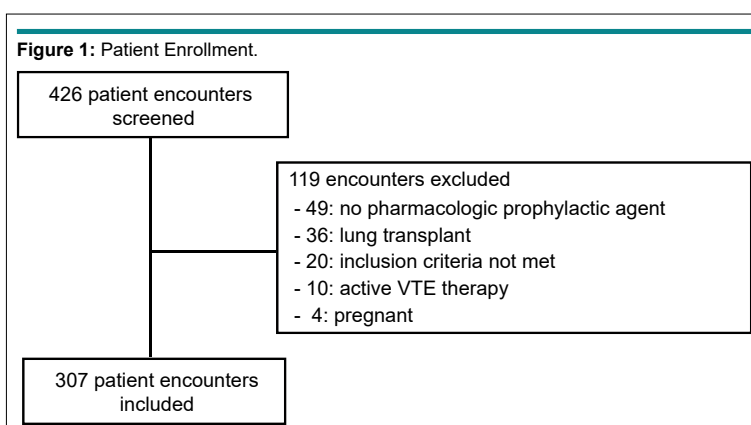 Figure 1: Patient Enrollment.
426 patient encounters
screened
119 encounters excluded
- 49: no pharmacologic prophylactic agent
- 36: lung transplant
- 20: inclusion criteria not met
- 10: active VTE therapy
- 4: pregnant
307 patient encounters
included